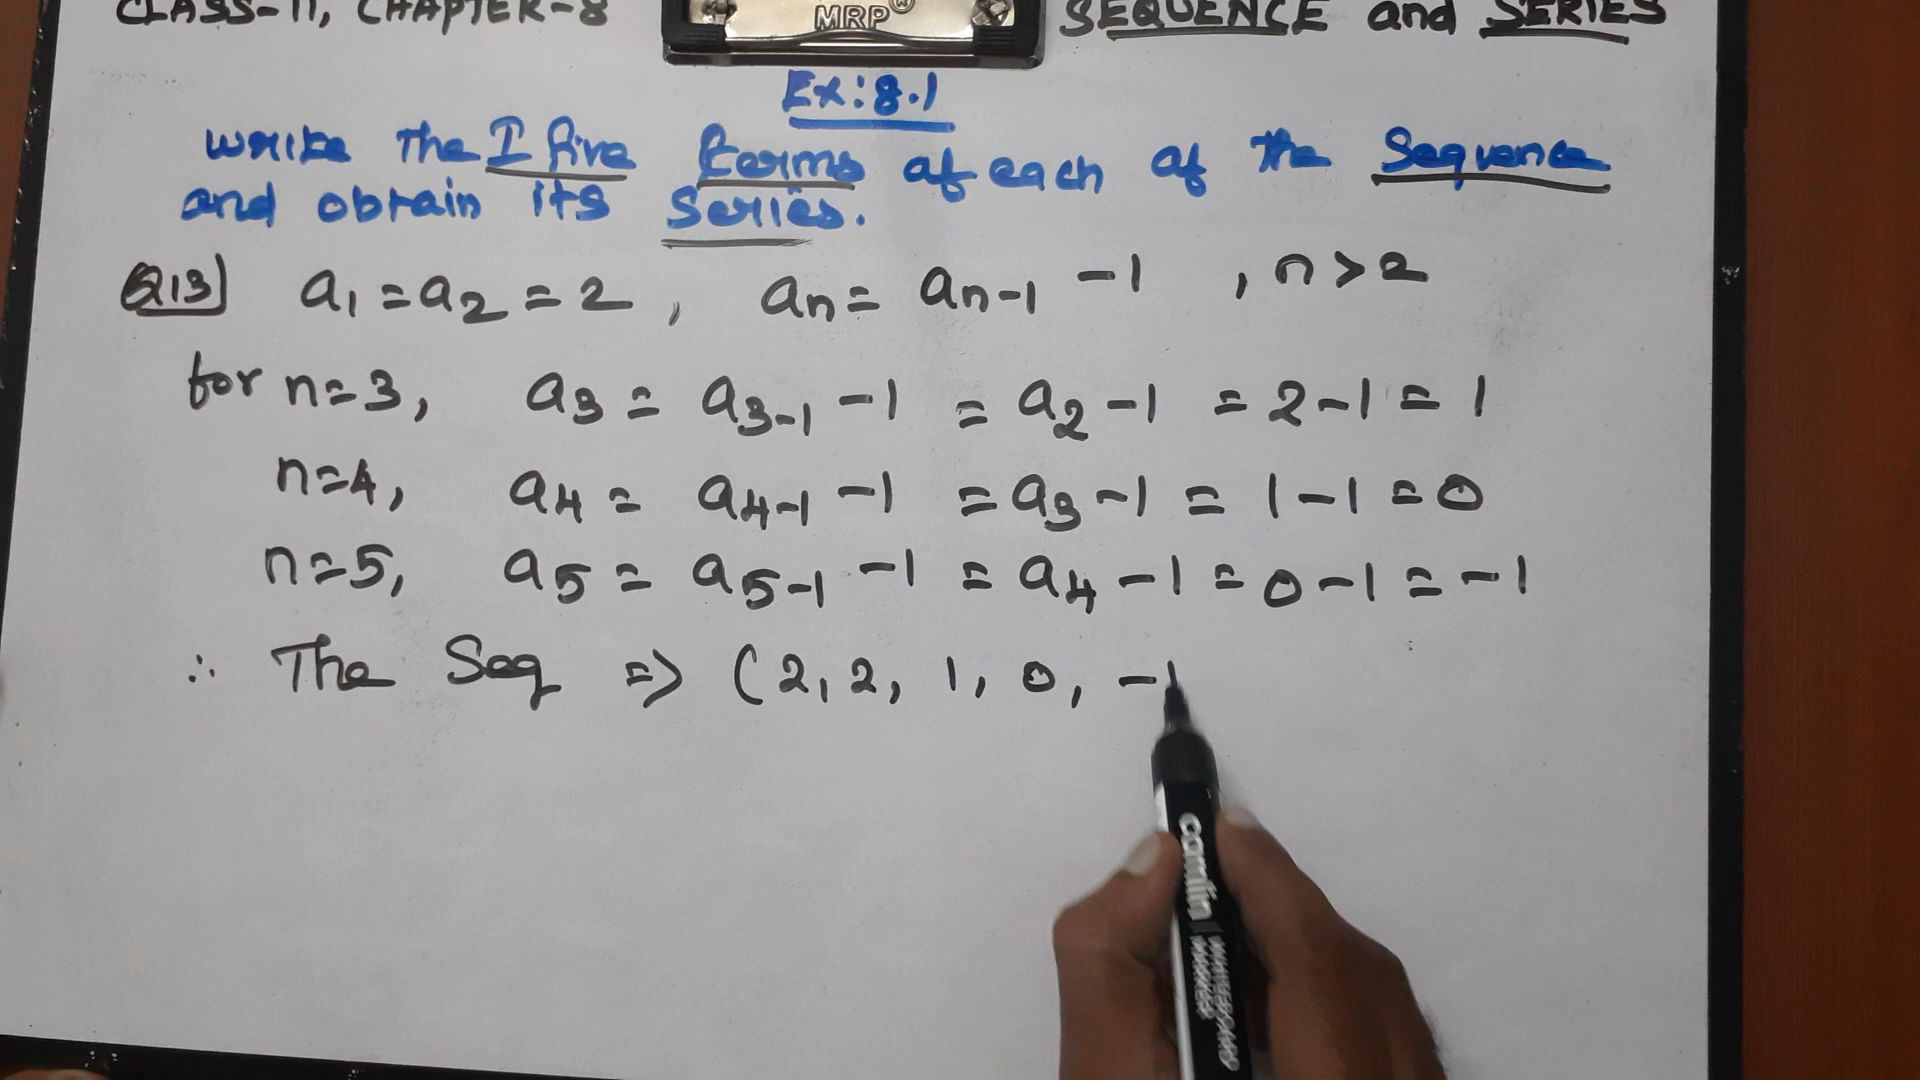 CLASS-11, CHAPTER-8
MRP
SEQUENCE and SERIES
Ex:8.1
write the I five terms of each of the Sequence
and obtain its series.
Q13] a₁=a₂=2, aₙ= aₙ₋₁ -1 , n>2
for n=3, a₃= a₃₋₁ -1 = a₂-1 = 2-1 = 1
n=4, a₄= a₄₋₁ -1 = a₃-1 = 1-1=0
n=5, a₅= a₅₋₁ -1 = a₄-1= 0-1=-1
∴ The Seq => (2,2, 1, 0, -1
camlin